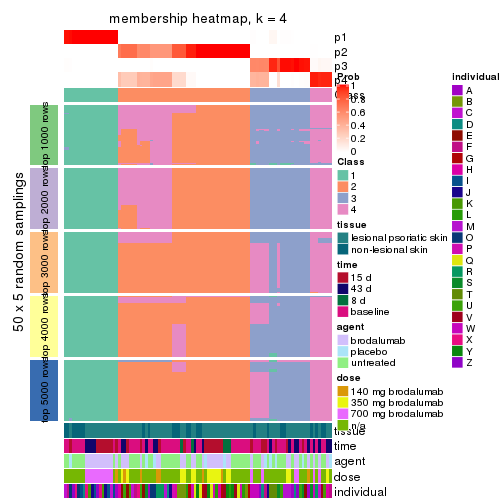 membership heatmap, k = 4
p1
p2
p3
p4
Class
50 x 5 random samplings
top 1000 rows
top 2000 rows
top 3000 rows
top 4000 rows
top 5000 rows
tissue
time
agent
dose
individual
Prob
1
0.8
0.6
0.4
0.2
0
Class
1
2
3
4
tissue
lesional psoriatic skin
non-lesional skin
time
15 d
43 d
8 d
baseline
agent
brodalumab
placebo
untreated
dose
140 mg brodalumab
350 mg brodalumab
700 mg brodalumab
n/a
individual
A
B
C
D
E
F
G
H
I
J
K
L
M
O
P
Q
R
S
T
U
V
W
X
Y
Z